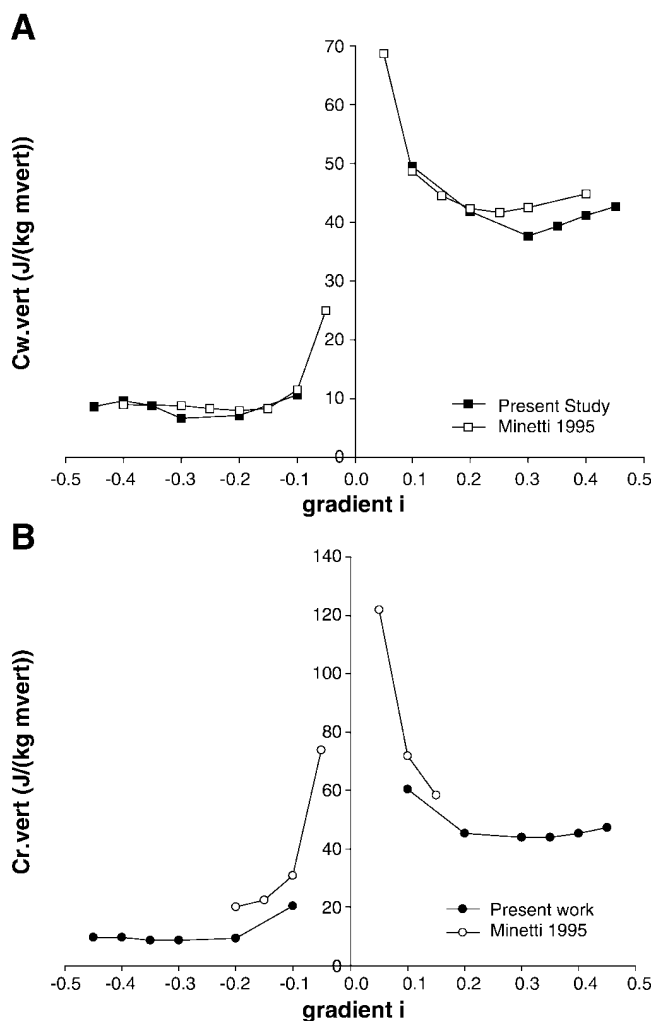 A
Cw.vert (J/(kg mvert))
70
60
50
40
30
20
10
0
Present Study
Minetti 1995
-0.5 -0.4 -0.3 -0.2 -0.1 0.0 0.1 0.2 0.3 0.4 0.5
gradient i
B
Cr.vert (J/(kg mvert))
140
120
100
80
60
40
20
0
Present work
Minetti 1995
-0.5 -0.4 -0.3 -0.2 -0.1 0.0 0.1 0.2 0.3 0.4 0.5
gradient i